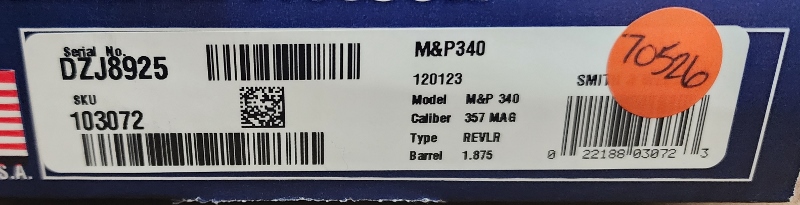 Serial No.
DZJ8925
SKU
103072
M&P340
120123
Model M&P 340
Caliber 357 MAG
Type REVLR
Barrel 1.875
70526
0 22188 03072 3
S.A.